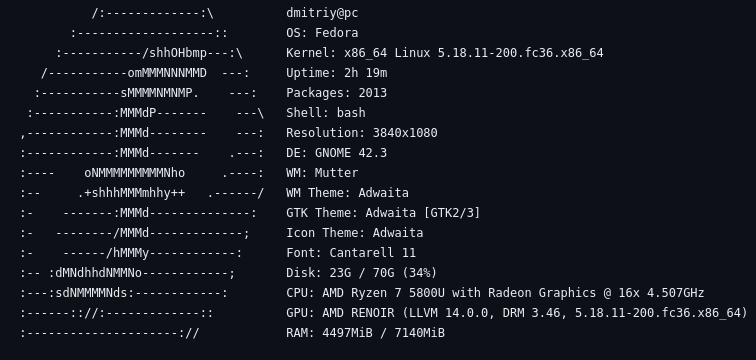 /:-------------:\          dmitriy@pc
          :-------------------::        OS: Fedora
        :-----------/shhOHbmp---:\      Kernel: x86_64 Linux 5.18.11-200.fc36.x86_64
      /-----------omMMMNNNMMD  ---:     Uptime: 2h 19m
     :-----------sMMMMNMNMP.    ---:    Packages: 2013
    :-----------:MMMdP-------    ---\   Shell: bash
   ,------------:MMMd--------    ---:   Resolution: 3840x1080
   :------------:MMMd-------    .---:   DE: GNOME 42.3
   :----    oNMMMMMMMMMNho     .----:   WM: Mutter
   :--     .+shhhMMMmhhy++   .------/   WM Theme: Adwaita
   :-    -------:MMMd--------------:    GTK Theme: Adwaita [GTK2/3]
   :-   --------/MMMd-------------;     Icon Theme: Adwaita
   :-    ------/hMMMy------------:      Font: Cantarell 11
   :-- :dMNdhhdNMMNo------------;       Disk: 23G / 70G (34%)
   :---:sdNMMMMNds:------------:        CPU: AMD Ryzen 7 5800U with Radeon Graphics @ 16x 4.507GHz
   :------:://:-------------::          GPU: AMD RENOIR (LLVM 14.0.0, DRM 3.46, 5.18.11-200.fc36.x86_64)
   :---------------------://            RAM: 4497MiB / 7140MiB